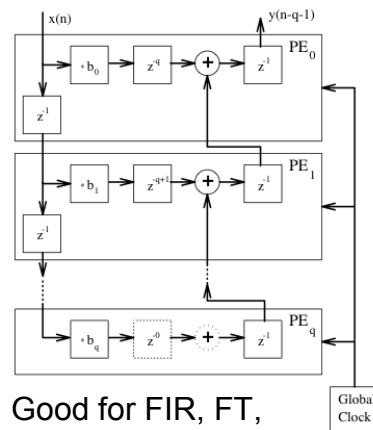 x(n) y(n-q-1)
PE₀
∘ b₀ z⁻q + z⁻¹
z⁻¹
PE₁
∘ b₁ z⁻q+1 + z⁻¹
z⁻¹
PE_q
∘ b_q z⁻⁰ + z⁻¹
Good for FIR, FT,
Global
Clock